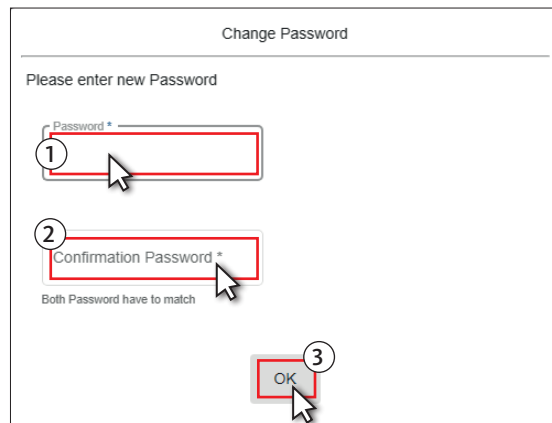 Change Password
Please enter new Password
Password *
1
2
Confirmation Password *
Both Password have to match
3
OK